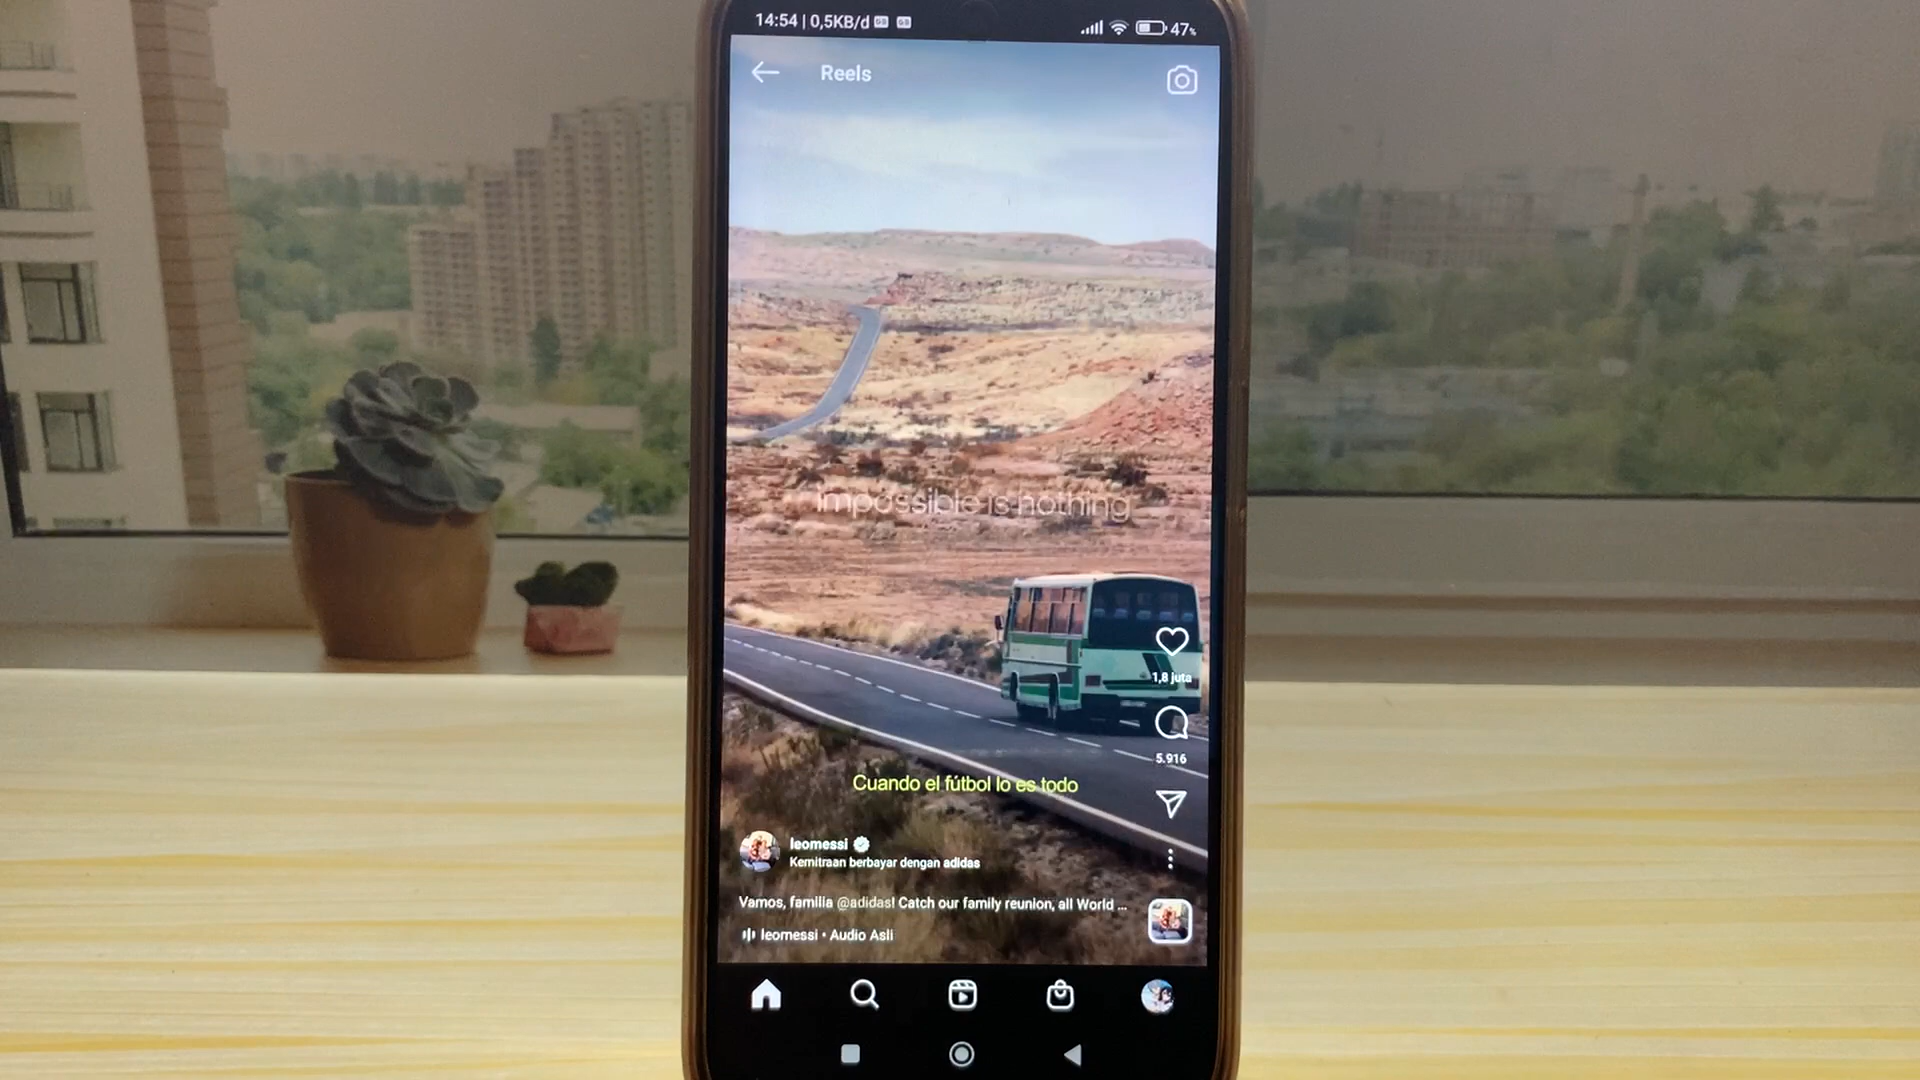 14:54 | 0,5KB/d
47%
Reels
impossible is nothing
1,8 juta
5.916
Cuando el fútbol lo es todo
leomessi
Kemitraan berbayar dengan adidas
Vamos, familia @adidas! Catch our family reunion, all World ...
leomessi • Audio Asli